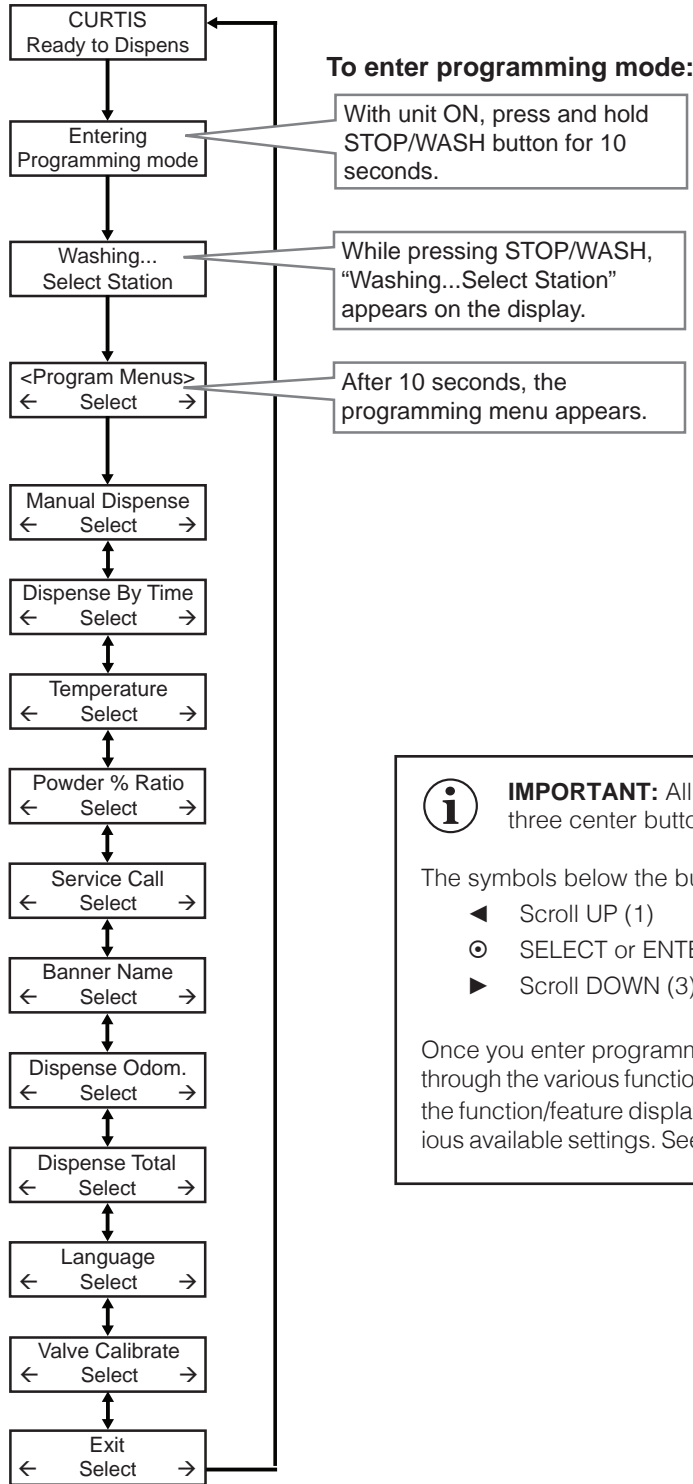 CURTIS
Ready to Dispens
To enter programming mode:
With unit ON, press and hold
STOP/WASH button for 10
seconds.
Entering
Programming mode
While pressing STOP/WASH,
“Washing...Select Station”
appears on the display.
Washing...
Select Station
After 10 seconds, the
programming menu appears.
<Program Menus>
← Select →
Manual Dispense
← Select →
Dispense By Time
← Select →
Temperature
← Select →
Powder % Ratio
← Select →
Service Call
← Select →
Banner Name
← Select →
Dispense Odom.
← Select →
Dispense Total
← Select →
Language
← Select →
Valve Calibrate
← Select →
Exit
← Select →
IMPORTANT: All
three center butto
The symbols below the bu
◄ Scroll UP (1)
⊙ SELECT or ENTE
► Scroll DOWN (3)
Once you enter programm
through the various functio
the function/feature displa
ious available settings. See